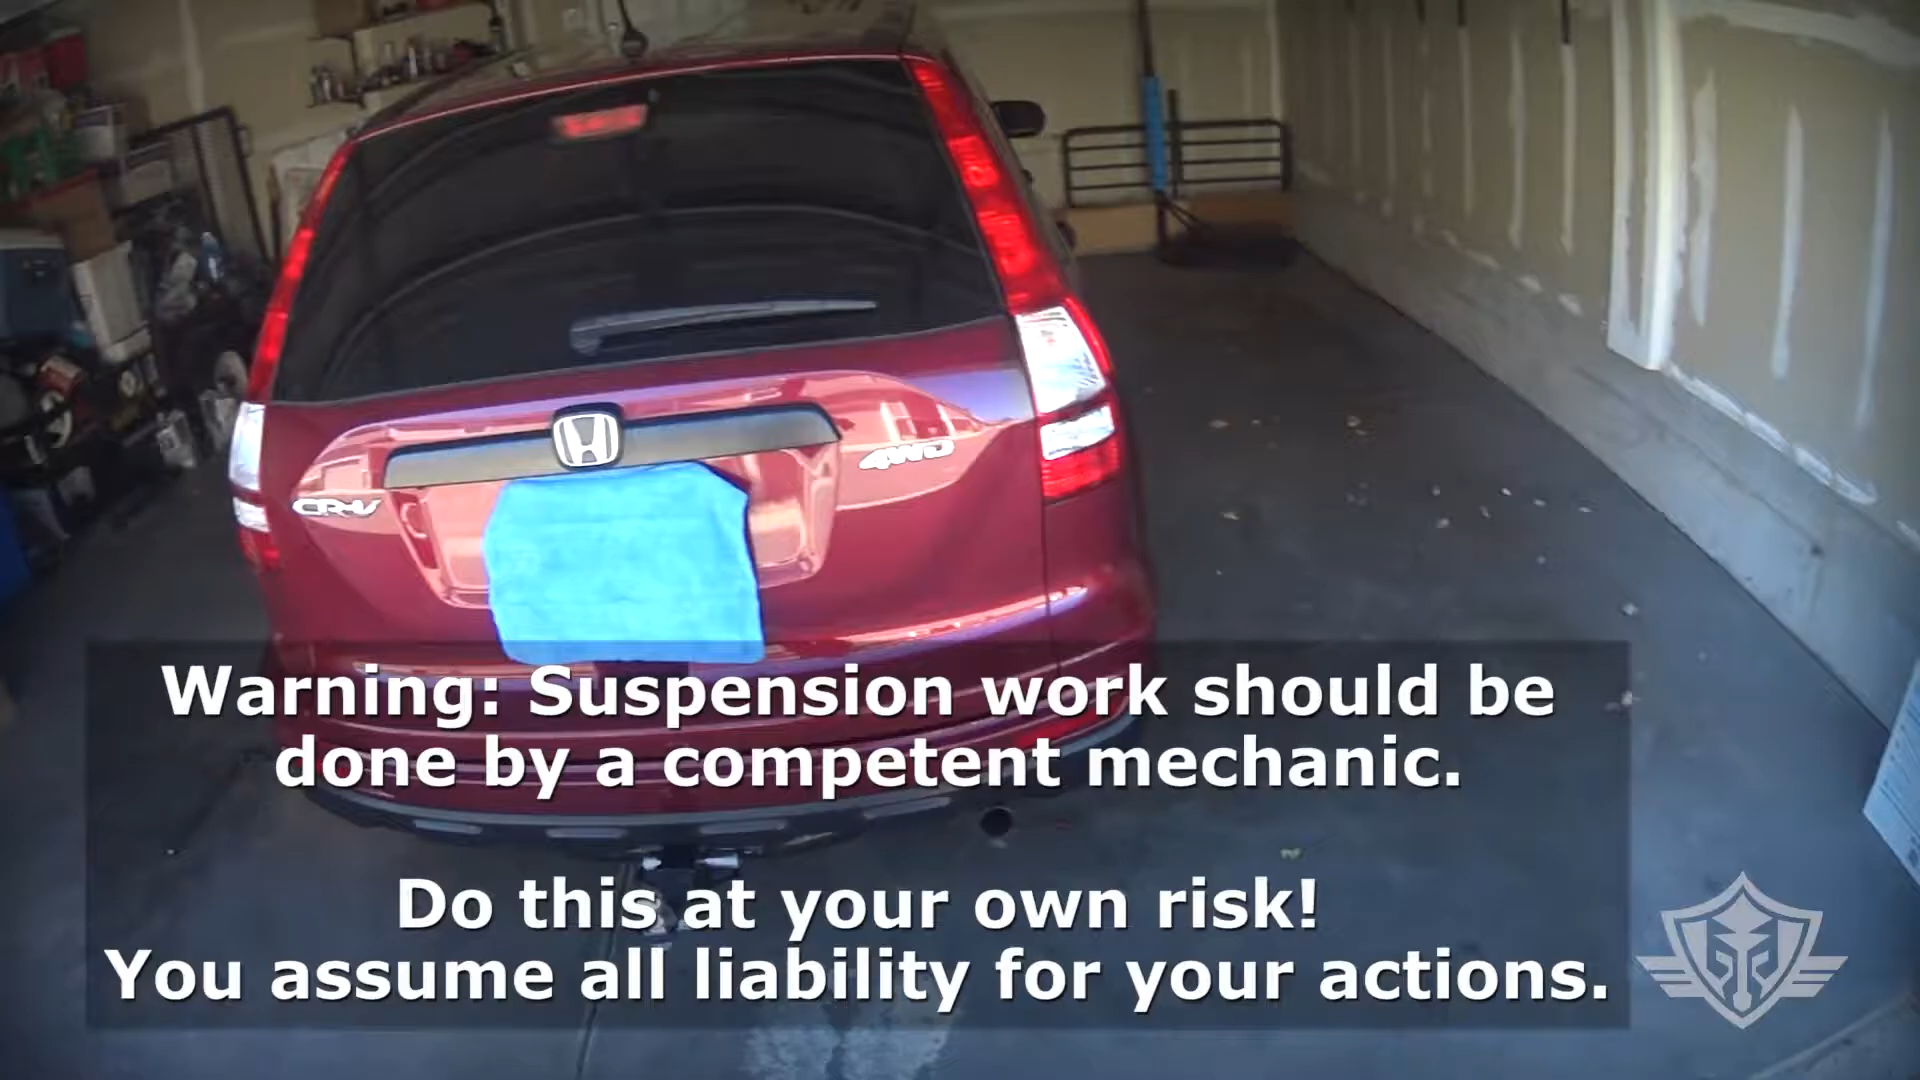 4WD
CR-V
Warning: Suspension work should be
done by a competent mechanic.
Do this at your own risk!
You assume all liability for your actions.